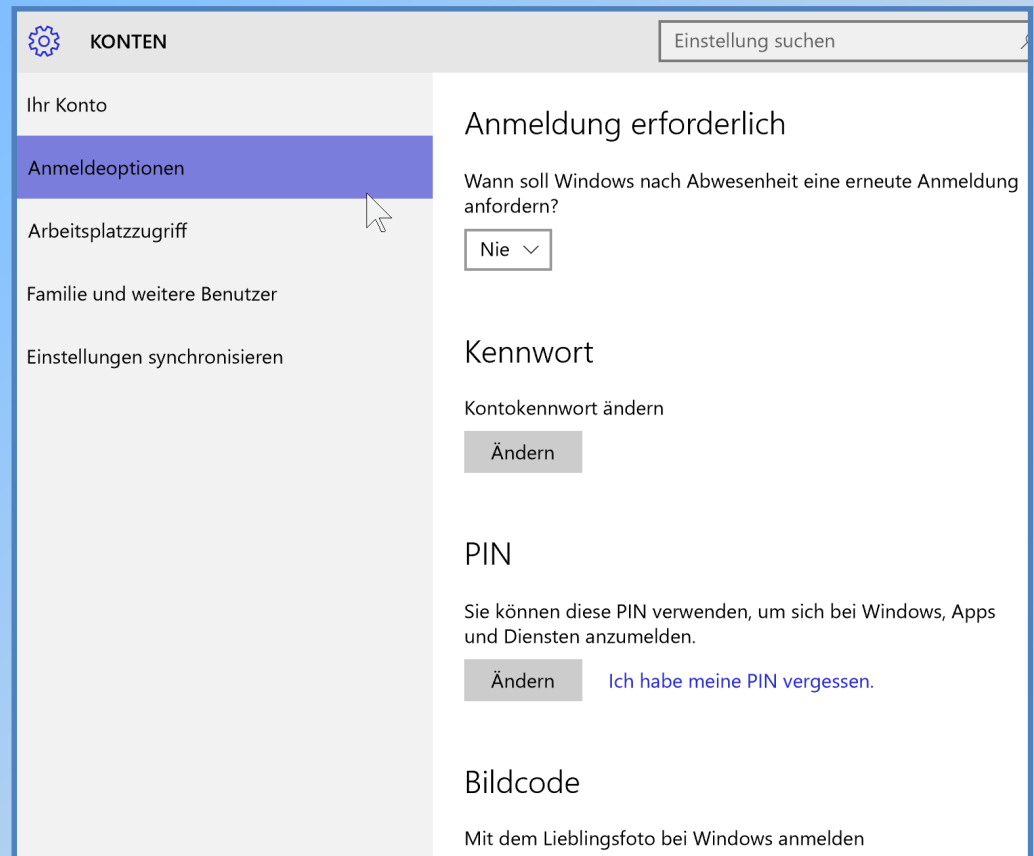 KONTEN
Einstellung suchen
Ihr Konto
Anmeldeoptionen
Arbeitsplatzzugriff
Familie und weitere Benutzer
Einstellungen synchronisieren
Anmeldung erforderlich
Wann soll Windows nach Abwesenheit eine erneute Anmeldung
anfordern?
Nie
Kennwort
Kontokennwort ändern
Ändern
PIN
Sie können diese PIN verwenden, um sich bei Windows, Apps
und Diensten anzumelden.
Ändern Ich habe meine PIN vergessen.
Bildcode
Mit dem Lieblingsfoto bei Windows anmelden